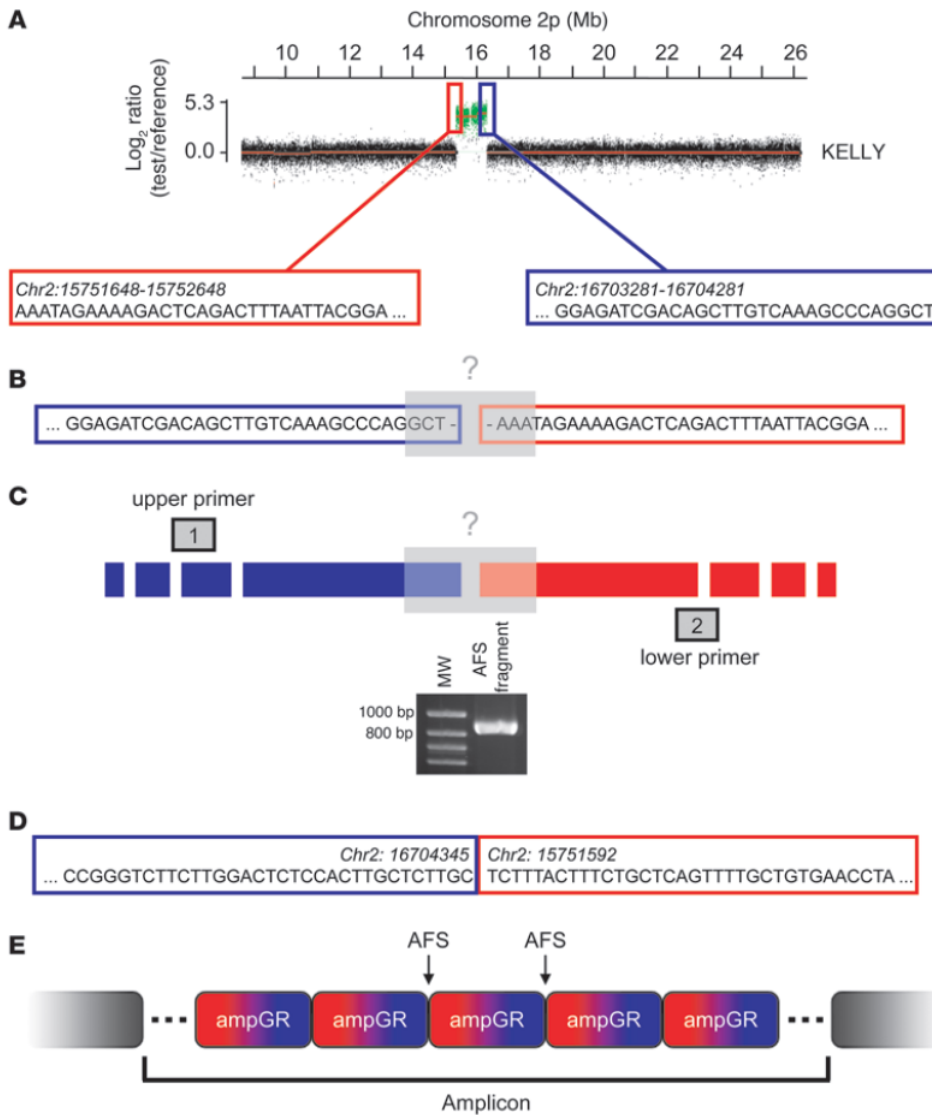 A
Chromosome 2p (Mb)
10 12 14 16 18 20 22 24 26
Log2 ratio
(test/reference)
5.3
0.0
KELLY
Chr2:15751648-15752648
AAATAGAAAAGACTCAGACTTTAATTACGGA ...
Chr2:16703281-16704281
... GGAGATCGACAGCTTGTCAAAGCCCAGGCT
B
?
... GGAGATCGACAGCTTGTCAAAGCCCAGGCT -
- AAATAGAAAAGACTCAGACTTTAATTACGGA ...
C
upper primer
1
?
2
lower primer
MW
AFS
fragment
1000 bp
800 bp
D
Chr2: 16704345
... CCGGGTCTTCTTGGACTCTCCACTTGCTCTTGC
Chr2: 15751592
TCTTTACTTTCTGCTCAGTTTTGCTGTGAACCTA ...
E
AFS AFS
ampGR ampGR ampGR ampGR ampGR
Amplicon